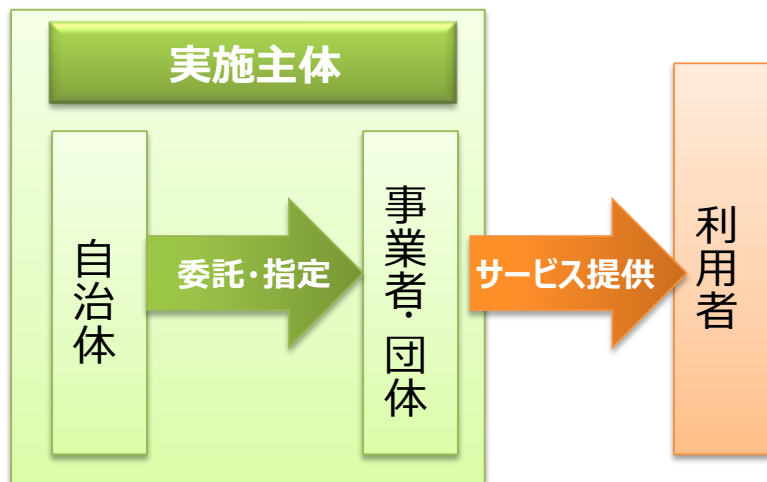 実施主体
自治体
委託・指定
事業者・団体
サービス提供
利用者